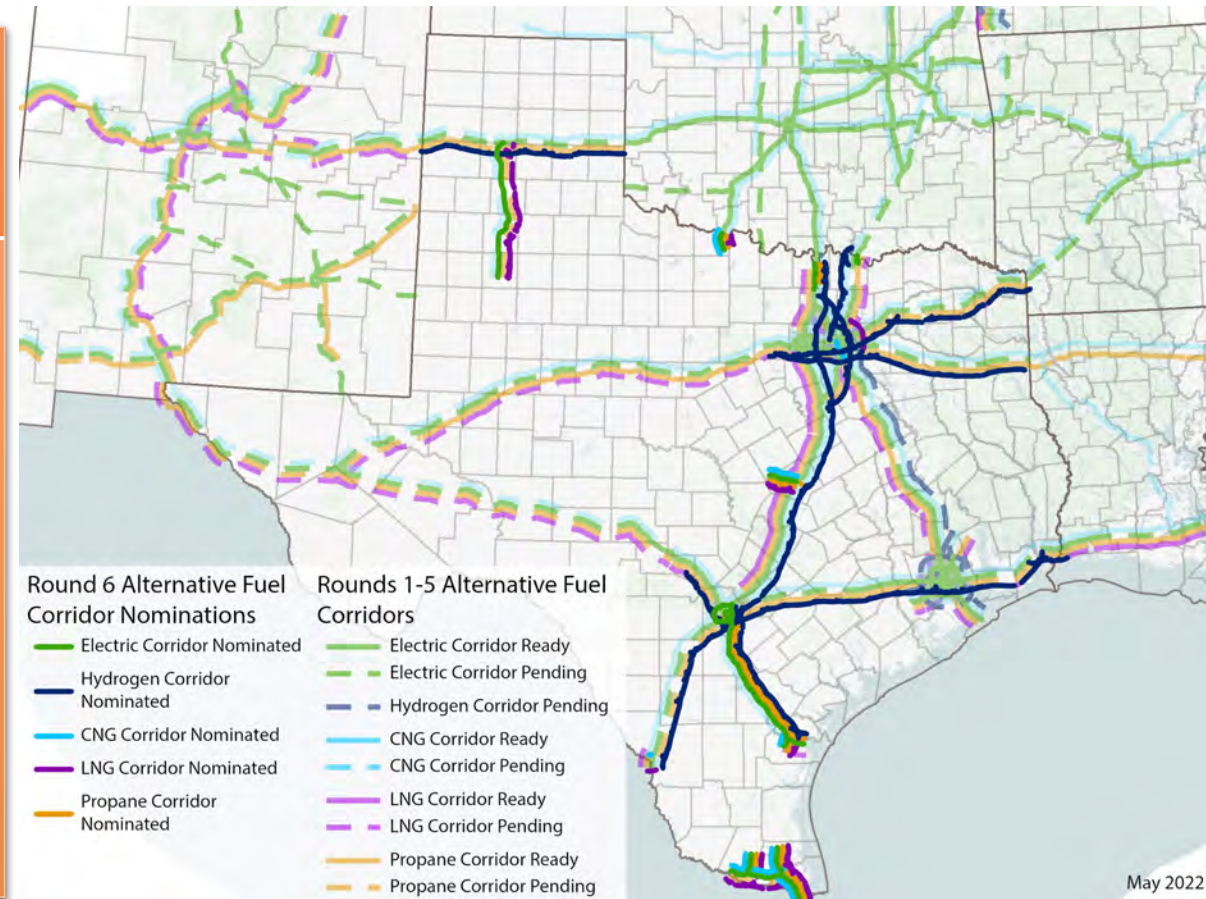 Round 6 Alternative Fuel
Corridor Nominations
Electric Corridor Nominated
Hydrogen Corridor
Nominated
CNG Corridor Nominated
LNG Corridor Nominated
Propane Corridor
Nominated
Rounds 1-5 Alternative Fuel
Corridors
Electric Corridor Ready
Electric Corridor Pending
Hydrogen Corridor Pending
CNG Corridor Ready
CNG Corridor Pending
LNG Corridor Ready
LNG Corridor Pending
Propane Corridor Ready
Propane Corridor Pending
May 2022